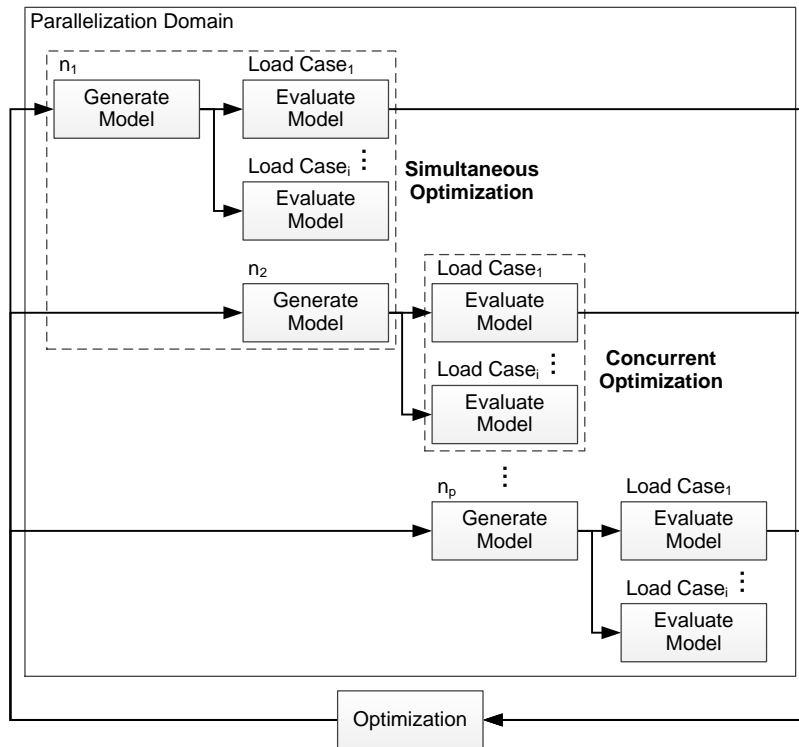 Parallelization Domain
n₁
Load Case₁
Generate
Model
Evaluate
Model
Load Caseᵢ
⋮
Evaluate
Model
Simultaneous
Optimization
n₂
Load Case₁
Generate
Model
Evaluate
Model
Load Caseᵢ
⋮
Evaluate
Model
Concurrent
Optimization
⋮
nₚ
Load Case₁
Generate
Model
Evaluate
Model
Load Caseᵢ
⋮
Evaluate
Model
Optimization